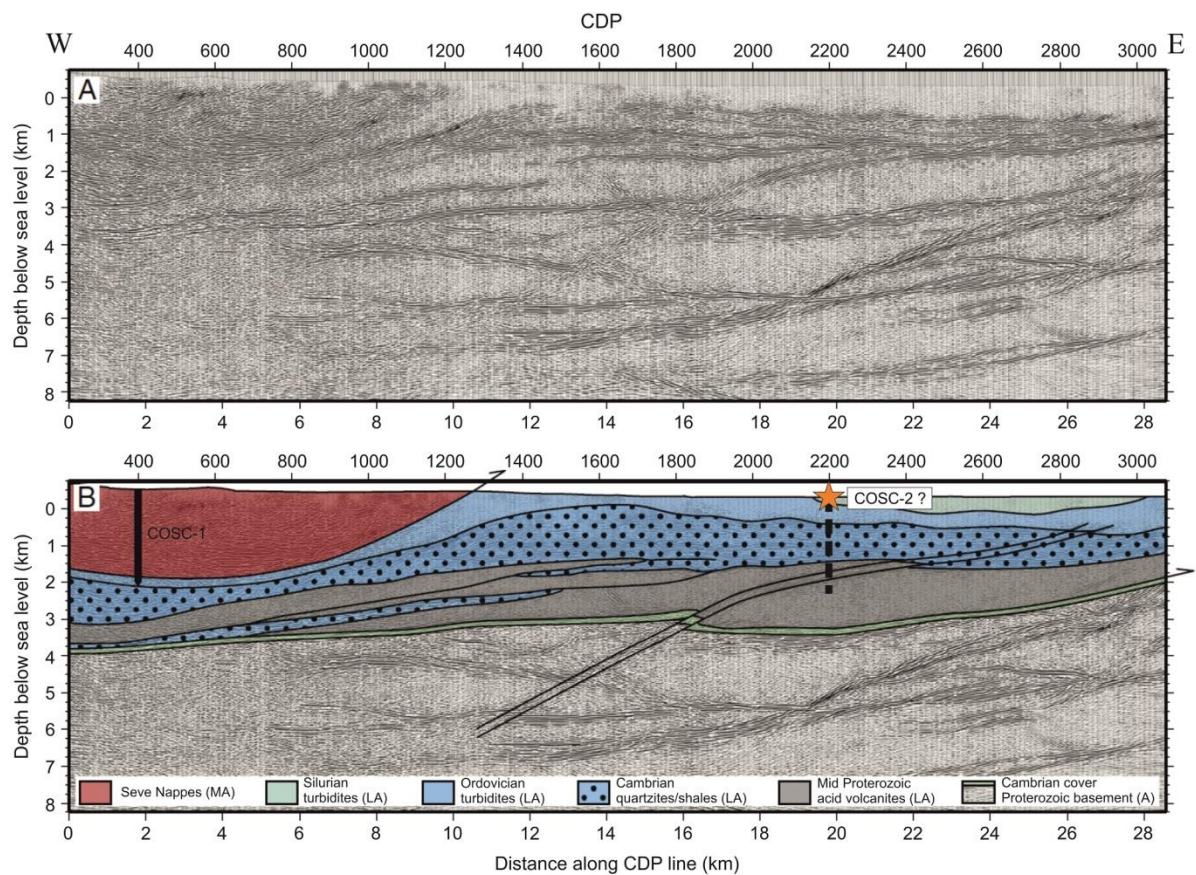 CDP
W 400 600 800 1000 1200 1400 1600 1800 2000 2200 2400 2600 2800 3000 E
A
Depth below sea level (km)
0
1
2
3
4
5
6
7
8
0 2 4 6 8 10 12 14 16 18 20 22 24 26 28
400 600 800 1000 1200 1400 1600 1800 2000 2200 2400 2600 2800 3000
B
COSC-2 ?
COSC-1
Depth below sea level (km)
0
1
2
3
4
5
6
7
8
Seve Nappes (MA)
Silurian
turbidites (LA)
Ordovician
turbidites (LA)
Cambrian
quartzites/shales (LA)
Mid Proterozoic
acid volcanites (LA)
Cambrian cover
Proterozoic basement (A)
0 2 4 6 8 10 12 14 16 18 20 22 24 26 28
Distance along CDP line (km)